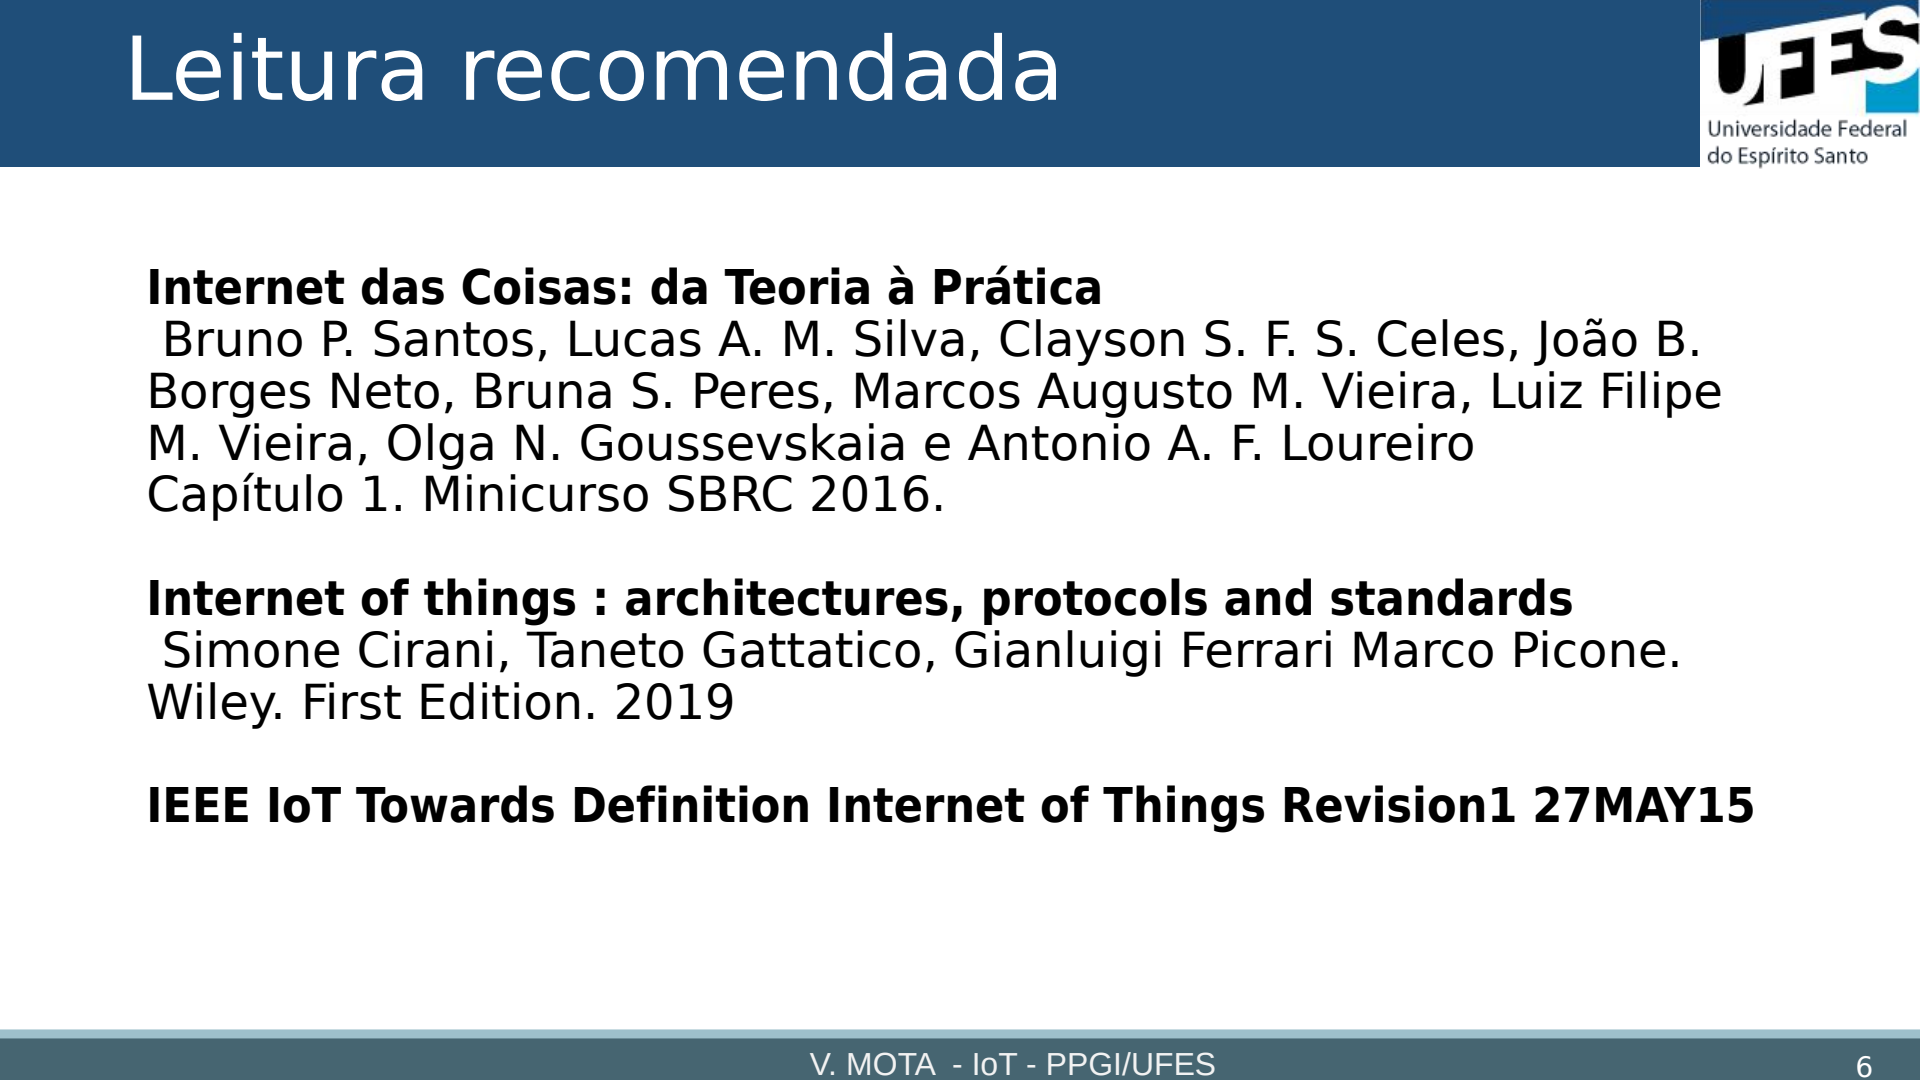 Leitura recomendada
UFES
Universidade Federal
do Espírito Santo
Internet das Coisas: da Teoria à Prática
Bruno P. Santos, Lucas A. M. Silva, Clayson S. F. S. Celes, João B.
Borges Neto, Bruna S. Peres, Marcos Augusto M. Vieira, Luiz Filipe
M. Vieira, Olga N. Goussevskaia e Antonio A. F. Loureiro
Capítulo 1. Minicurso SBRC 2016.
Internet of things : architectures, protocols and standards
Simone Cirani, Taneto Gattatico, Gianluigi Ferrari Marco Picone.
Wiley. First Edition. 2019
IEEE IoT Towards Definition Internet of Things Revision1 27MAY15
V. MOTA - IoT - PPGI/UFES
6